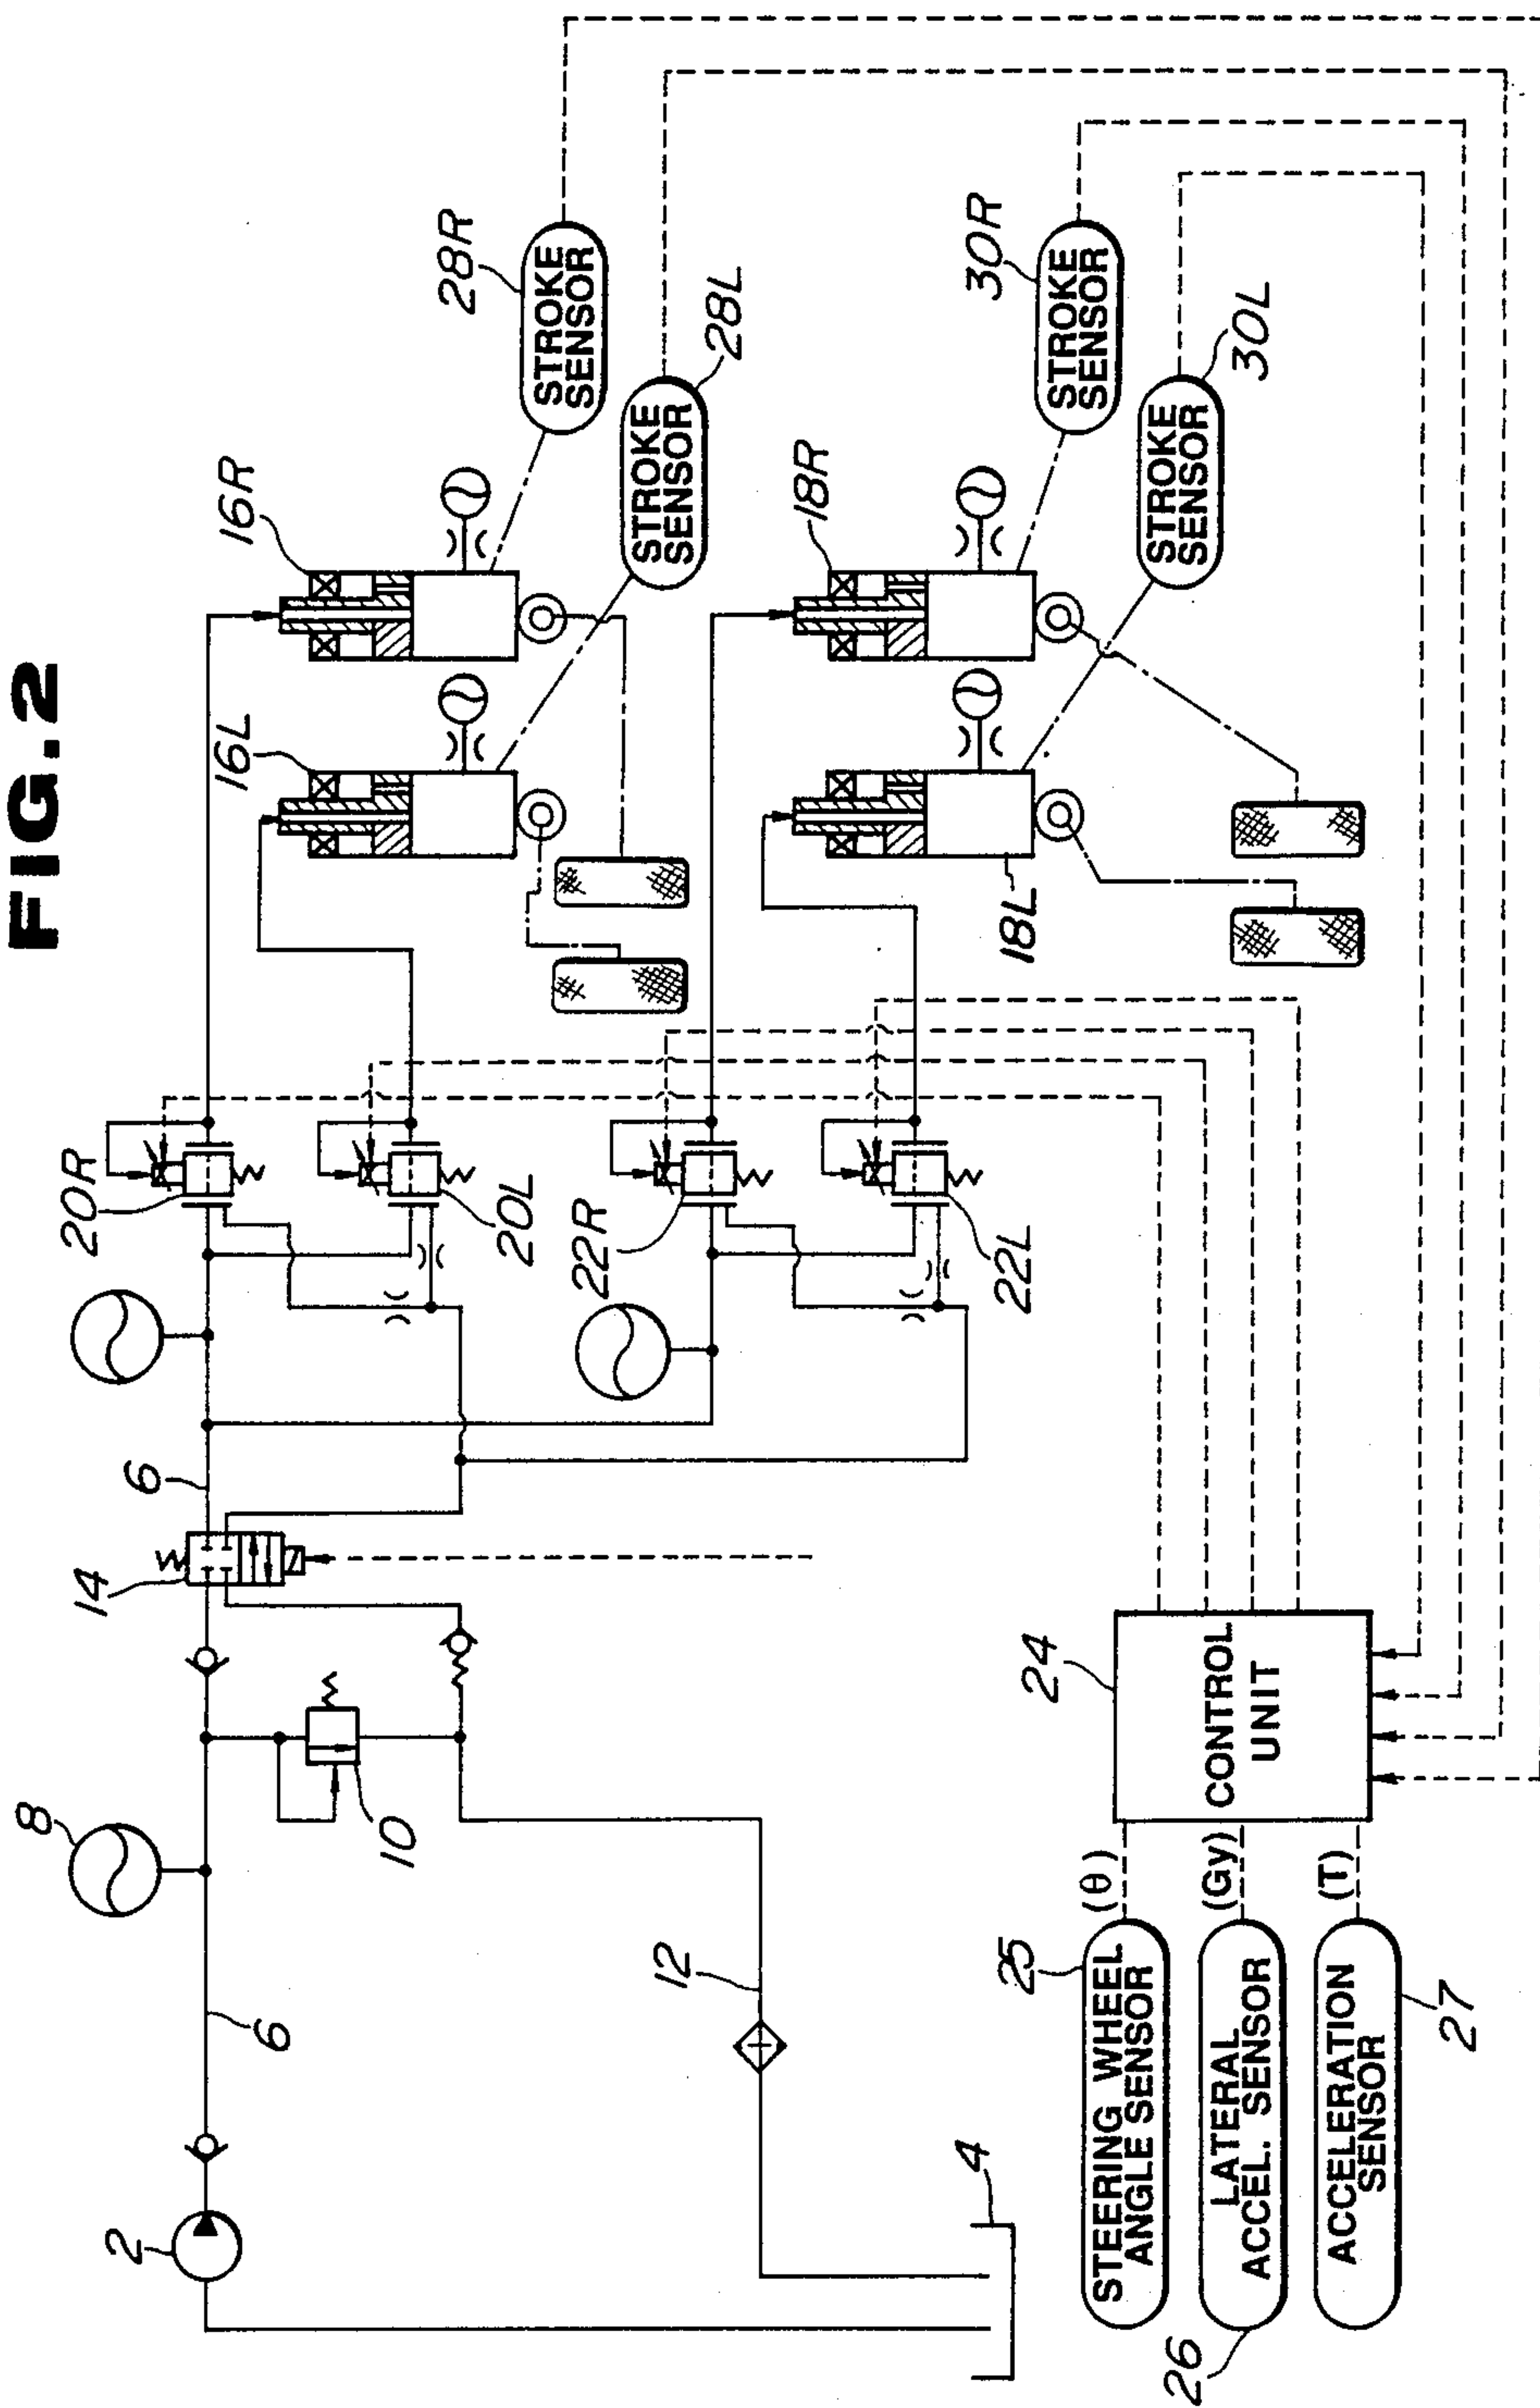 FIG.2
16R
28R
STROKE
SENSOR
16L
28L
STROKE
SENSOR
20R
20L
18R
30R
STROKE
SENSOR
18L
30L
STROKE
SENSOR
22R
22L
6
14
8
10
6
2
12
4
24
CONTROL
UNIT
25
(θ)
STEERING WHEEL
ANGLE SENSOR
(Gy)
LATERAL
ACCEL. SENSOR
26
(T)
ACCELERATION
SENSOR
27